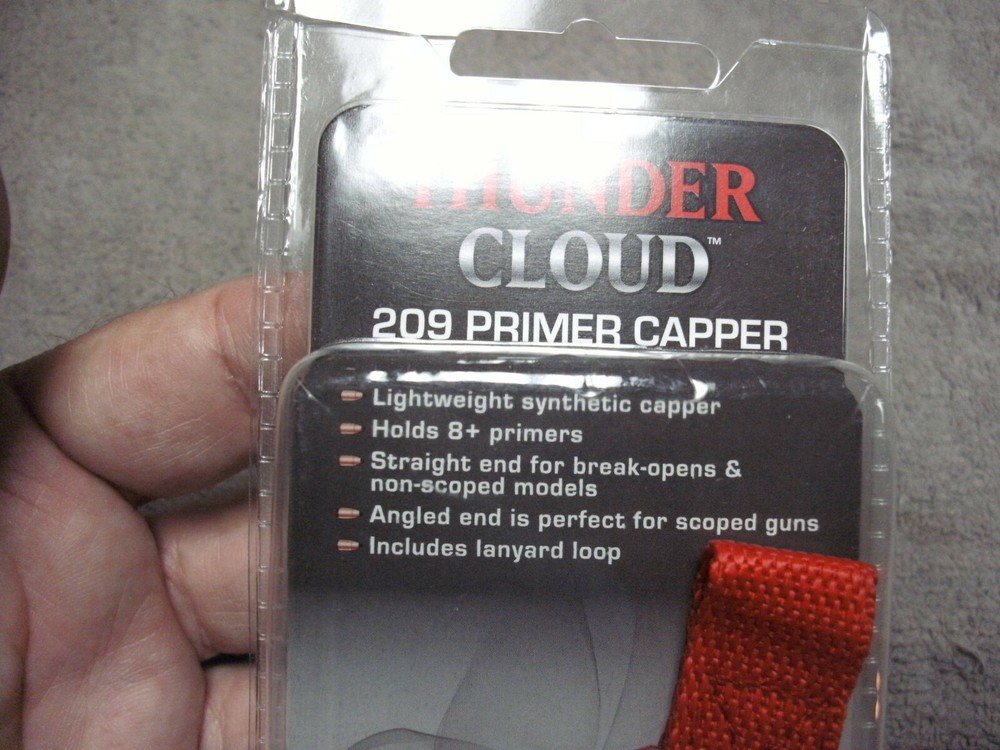 THUNDER
CLOUD™
209 PRIMER CAPPER
Lightweight synthetic capper
Holds 8+ primers
Straight end for break-opens &
non-scoped models
Angled end is perfect for scoped guns
Includes lanyard loop